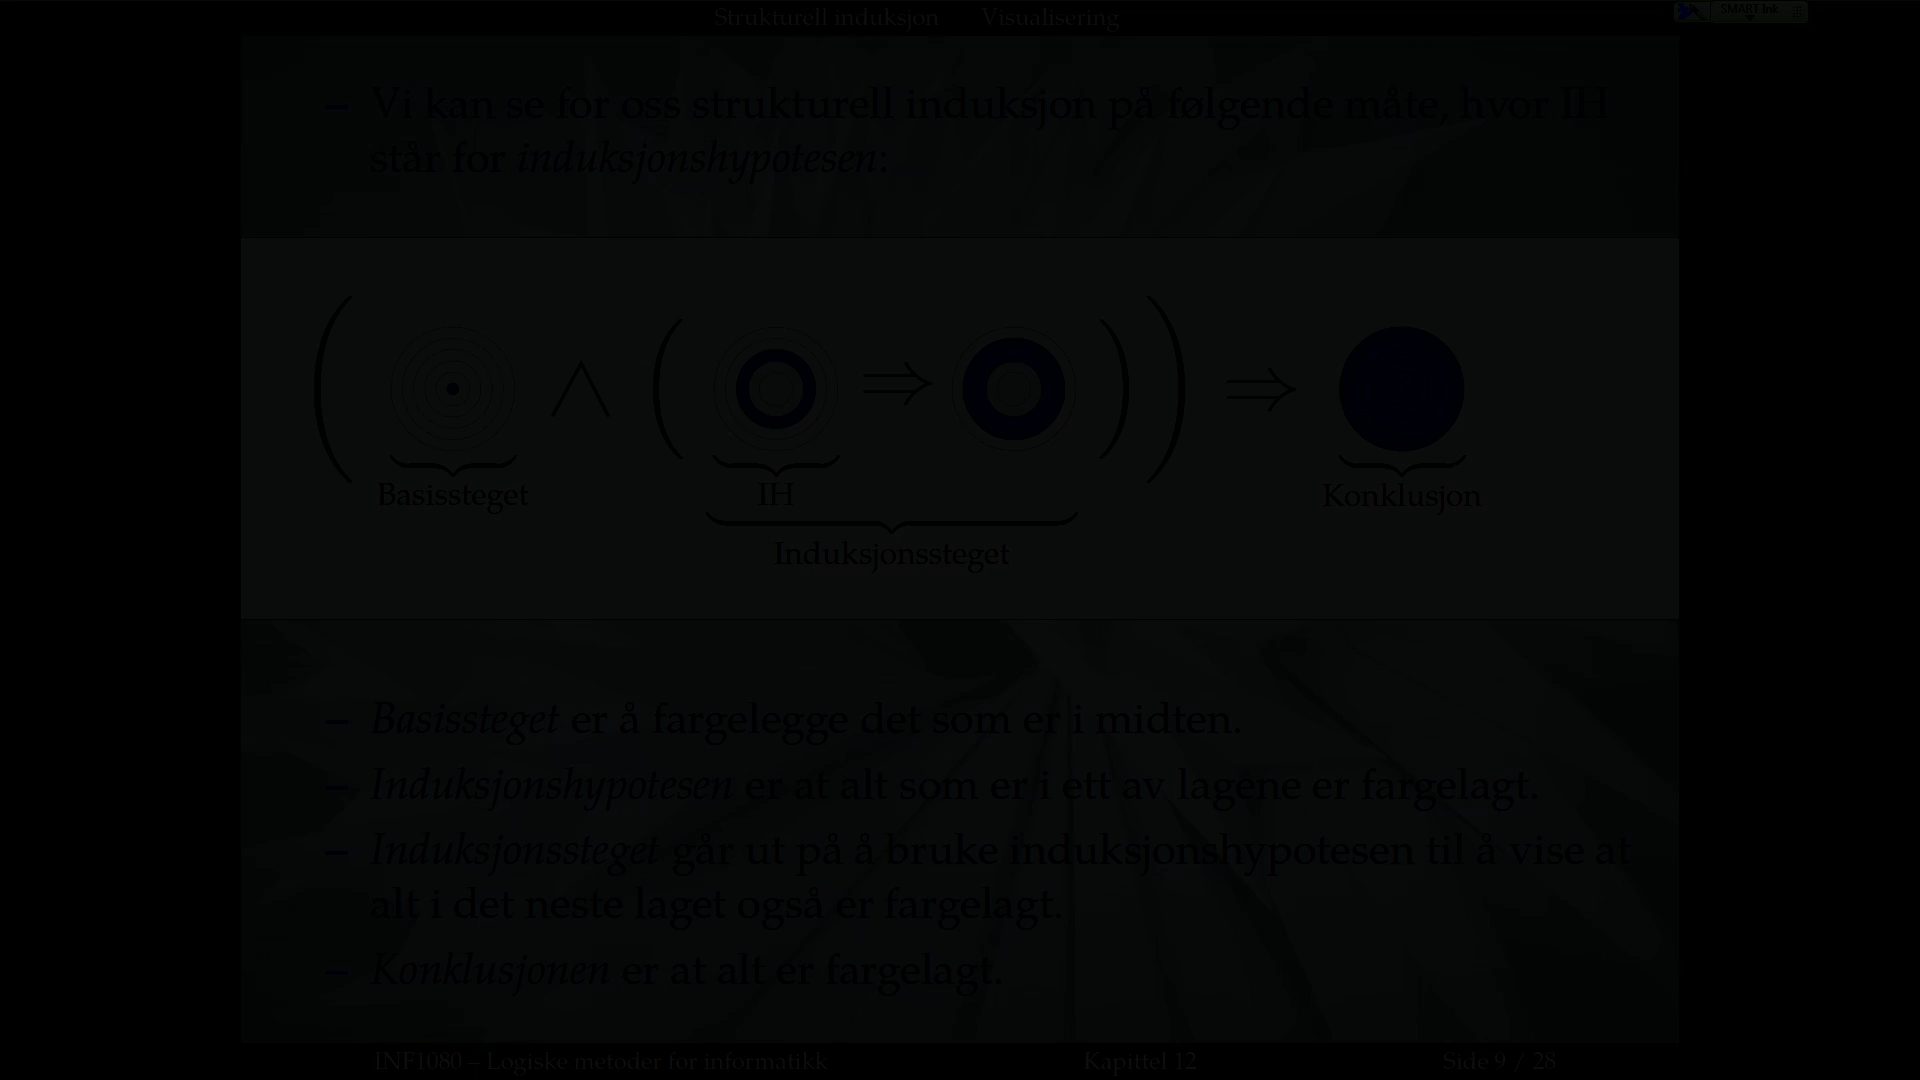 Strukturell induksjon Visualisering
SMART Ink
– Vi kan se for oss strukturell induksjon på følgende måte, hvor IH
står for induksjonshypotesen:
( ∧ ( ⇒ ) ) ⇒
Basissteget IH Konklusjon
Induksjonssteget
– Basissteget er å fargelegge det som er i midten.
– Induksjonshypotesen er at alt som er i ett av lagene er fargelagt.
– Induksjonssteget går ut på å bruke induksjonshypotesen til å vise at
alt i det neste laget også er fargelagt.
– Konklusjonen er at alt er fargelagt.
INF1080 – Logiske metoder for informatikk Kapittel 12 Side 9 / 28